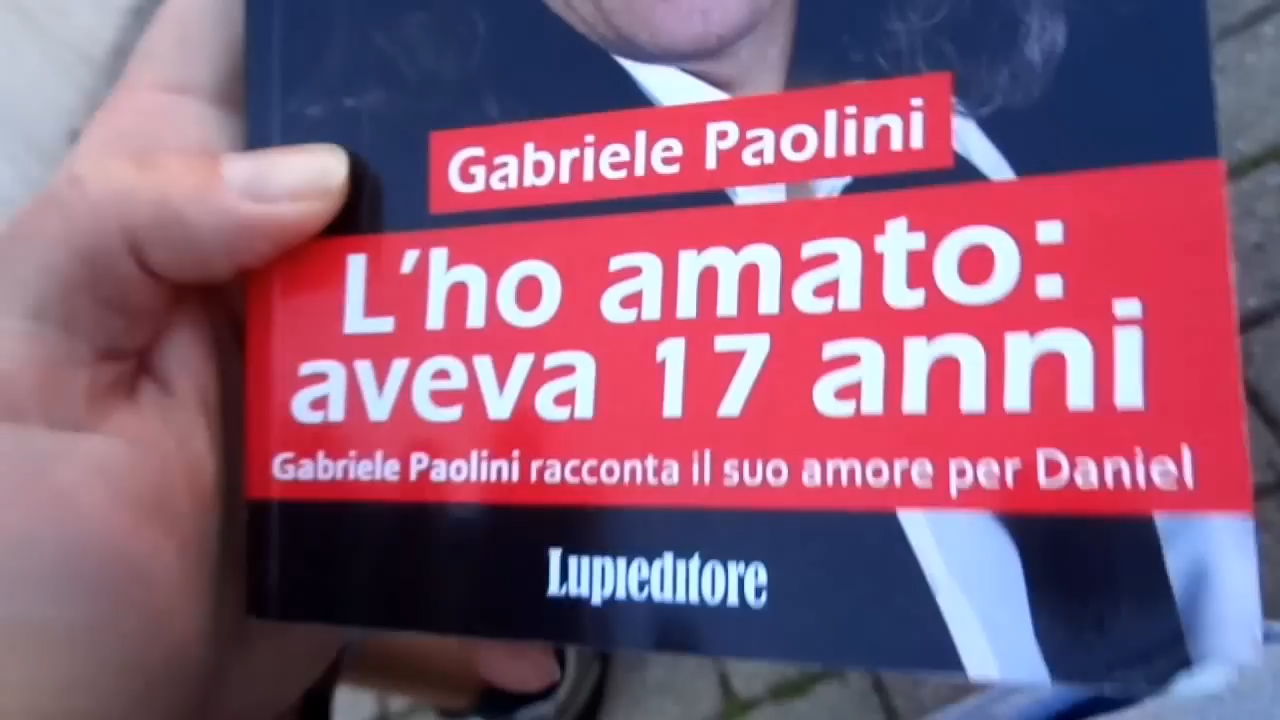 Gabriele Paolini
L'ho amato:
aveva 17 anni
Gabriele Paolini racconta il suo amore per Daniel
Lupieditore